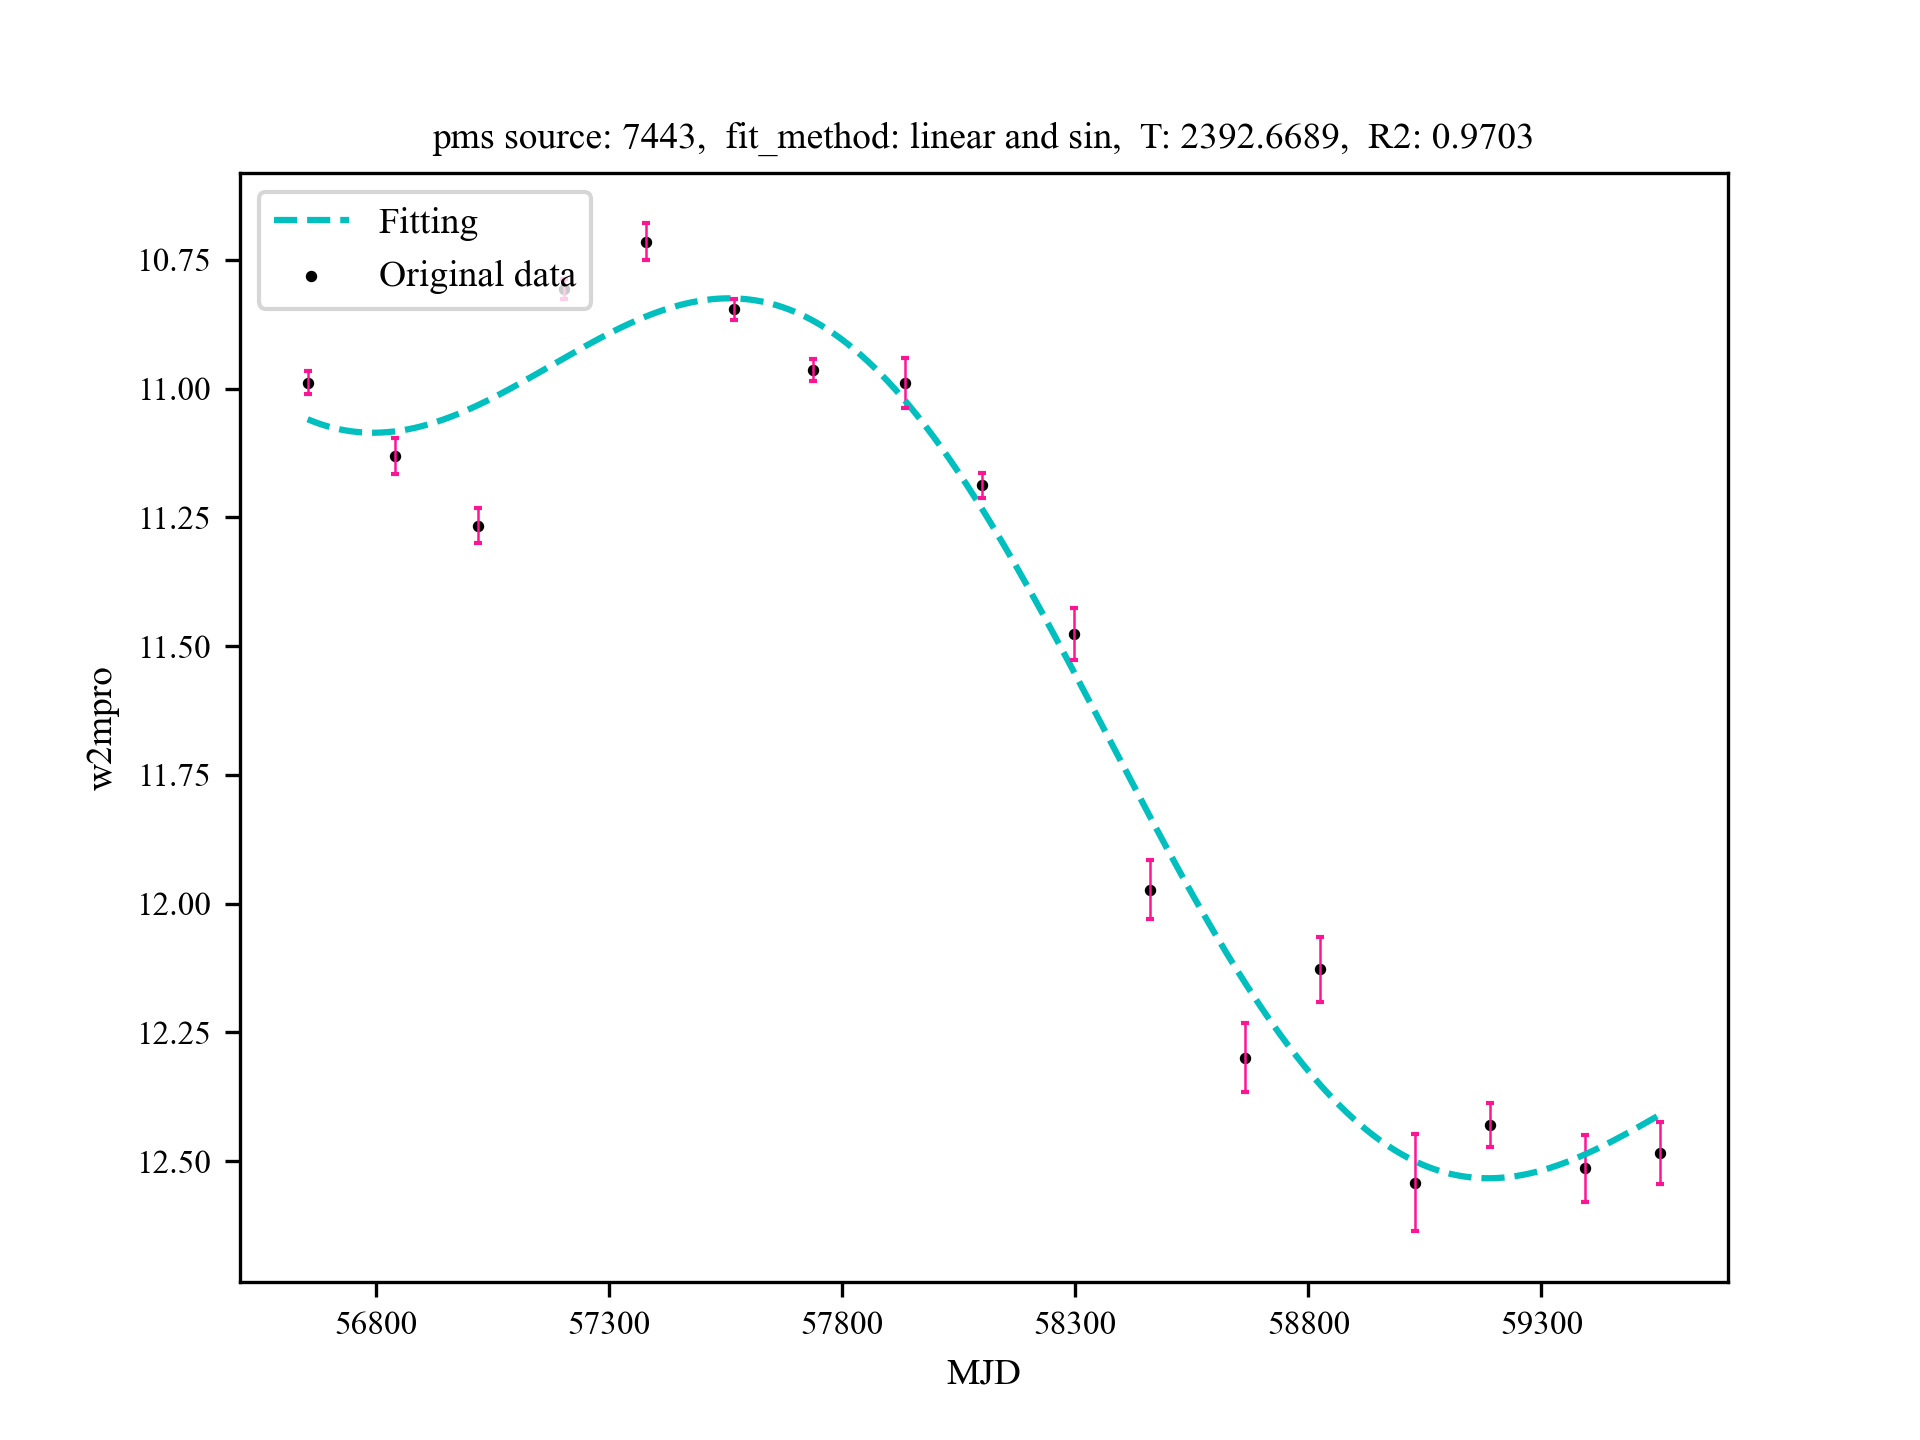 pms source: 7443, fit_method: linear and sin, T: 2392.6689, R2: 0.9703
Fitting
Original data
10.75
11.00
11.25
11.50
11.75
12.00
12.25
12.50
w2mpro
56800 57300 57800 58300 58800 59300
MJD